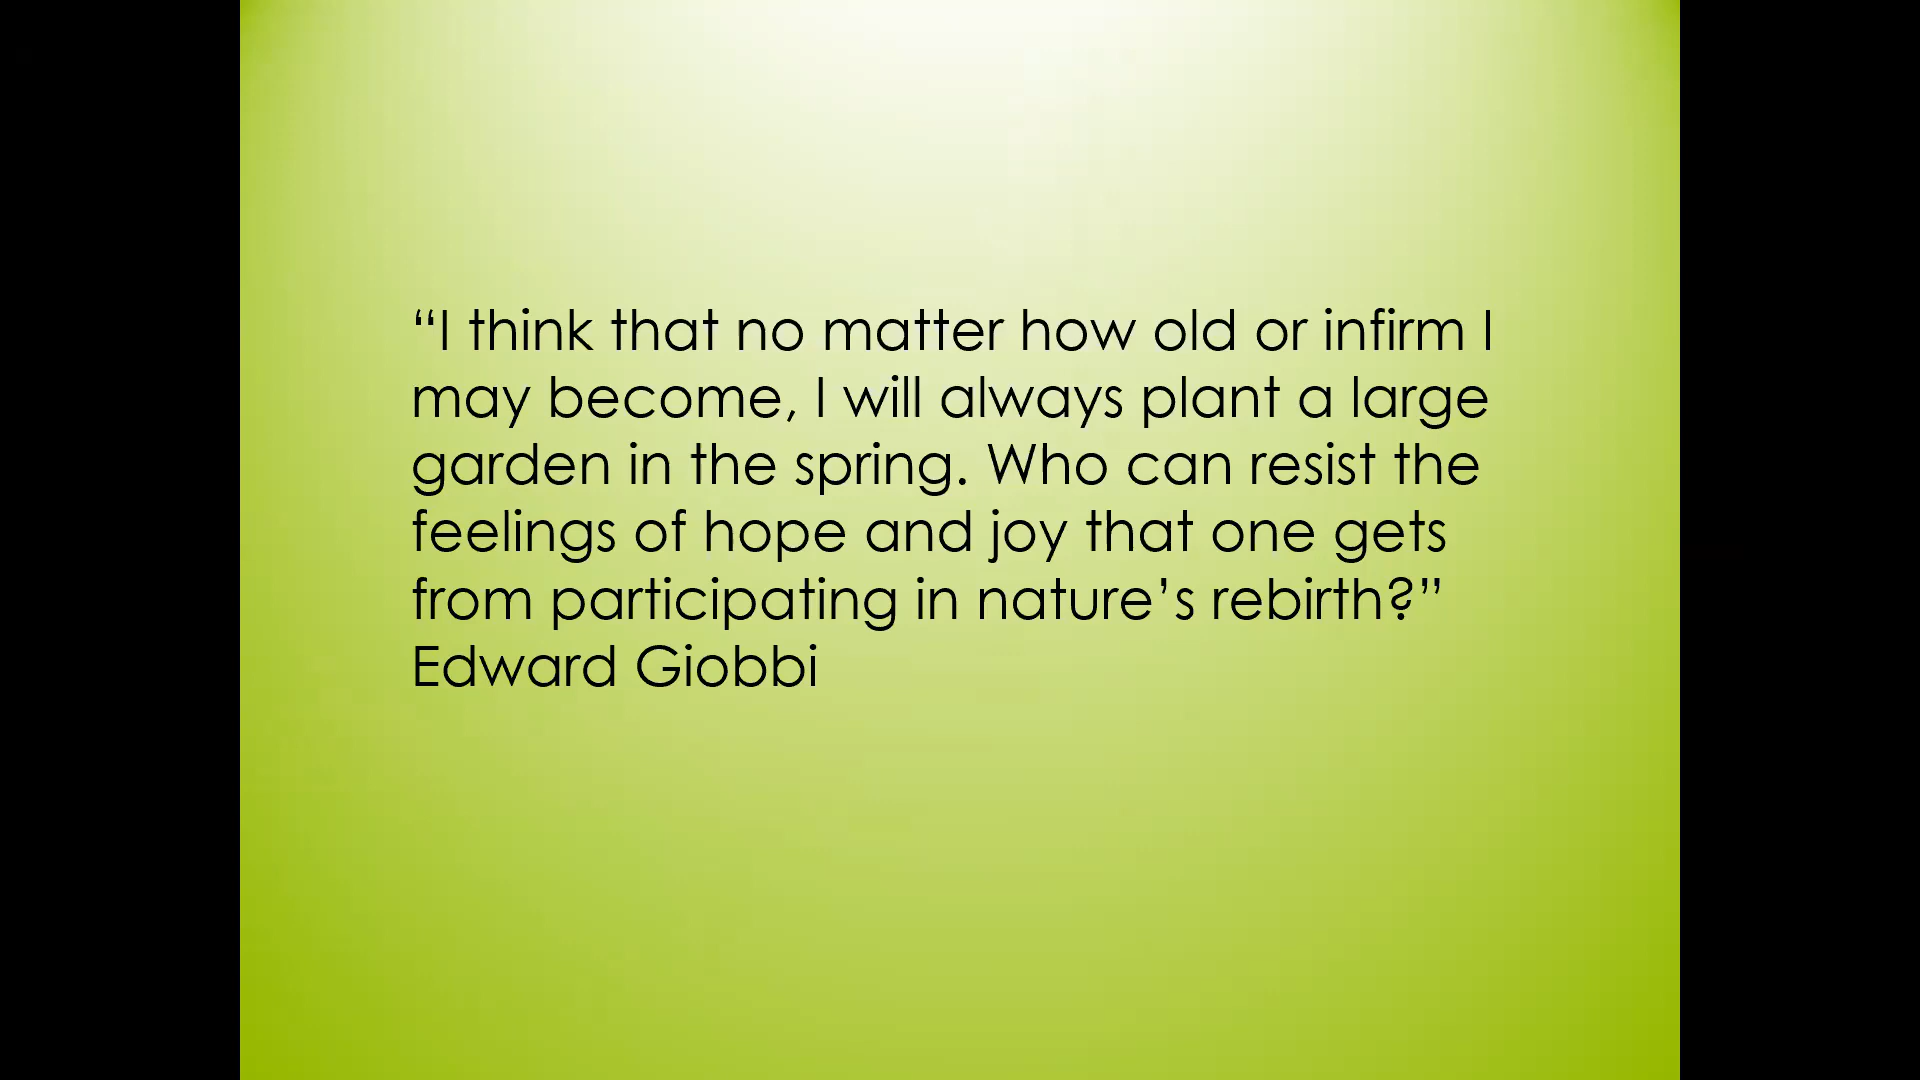 “I think that no matter how old or infirm I
may become, I will always plant a large
garden in the spring. Who can resist the
feelings of hope and joy that one gets
from participating in nature’s rebirth?”
Edward Giobbi